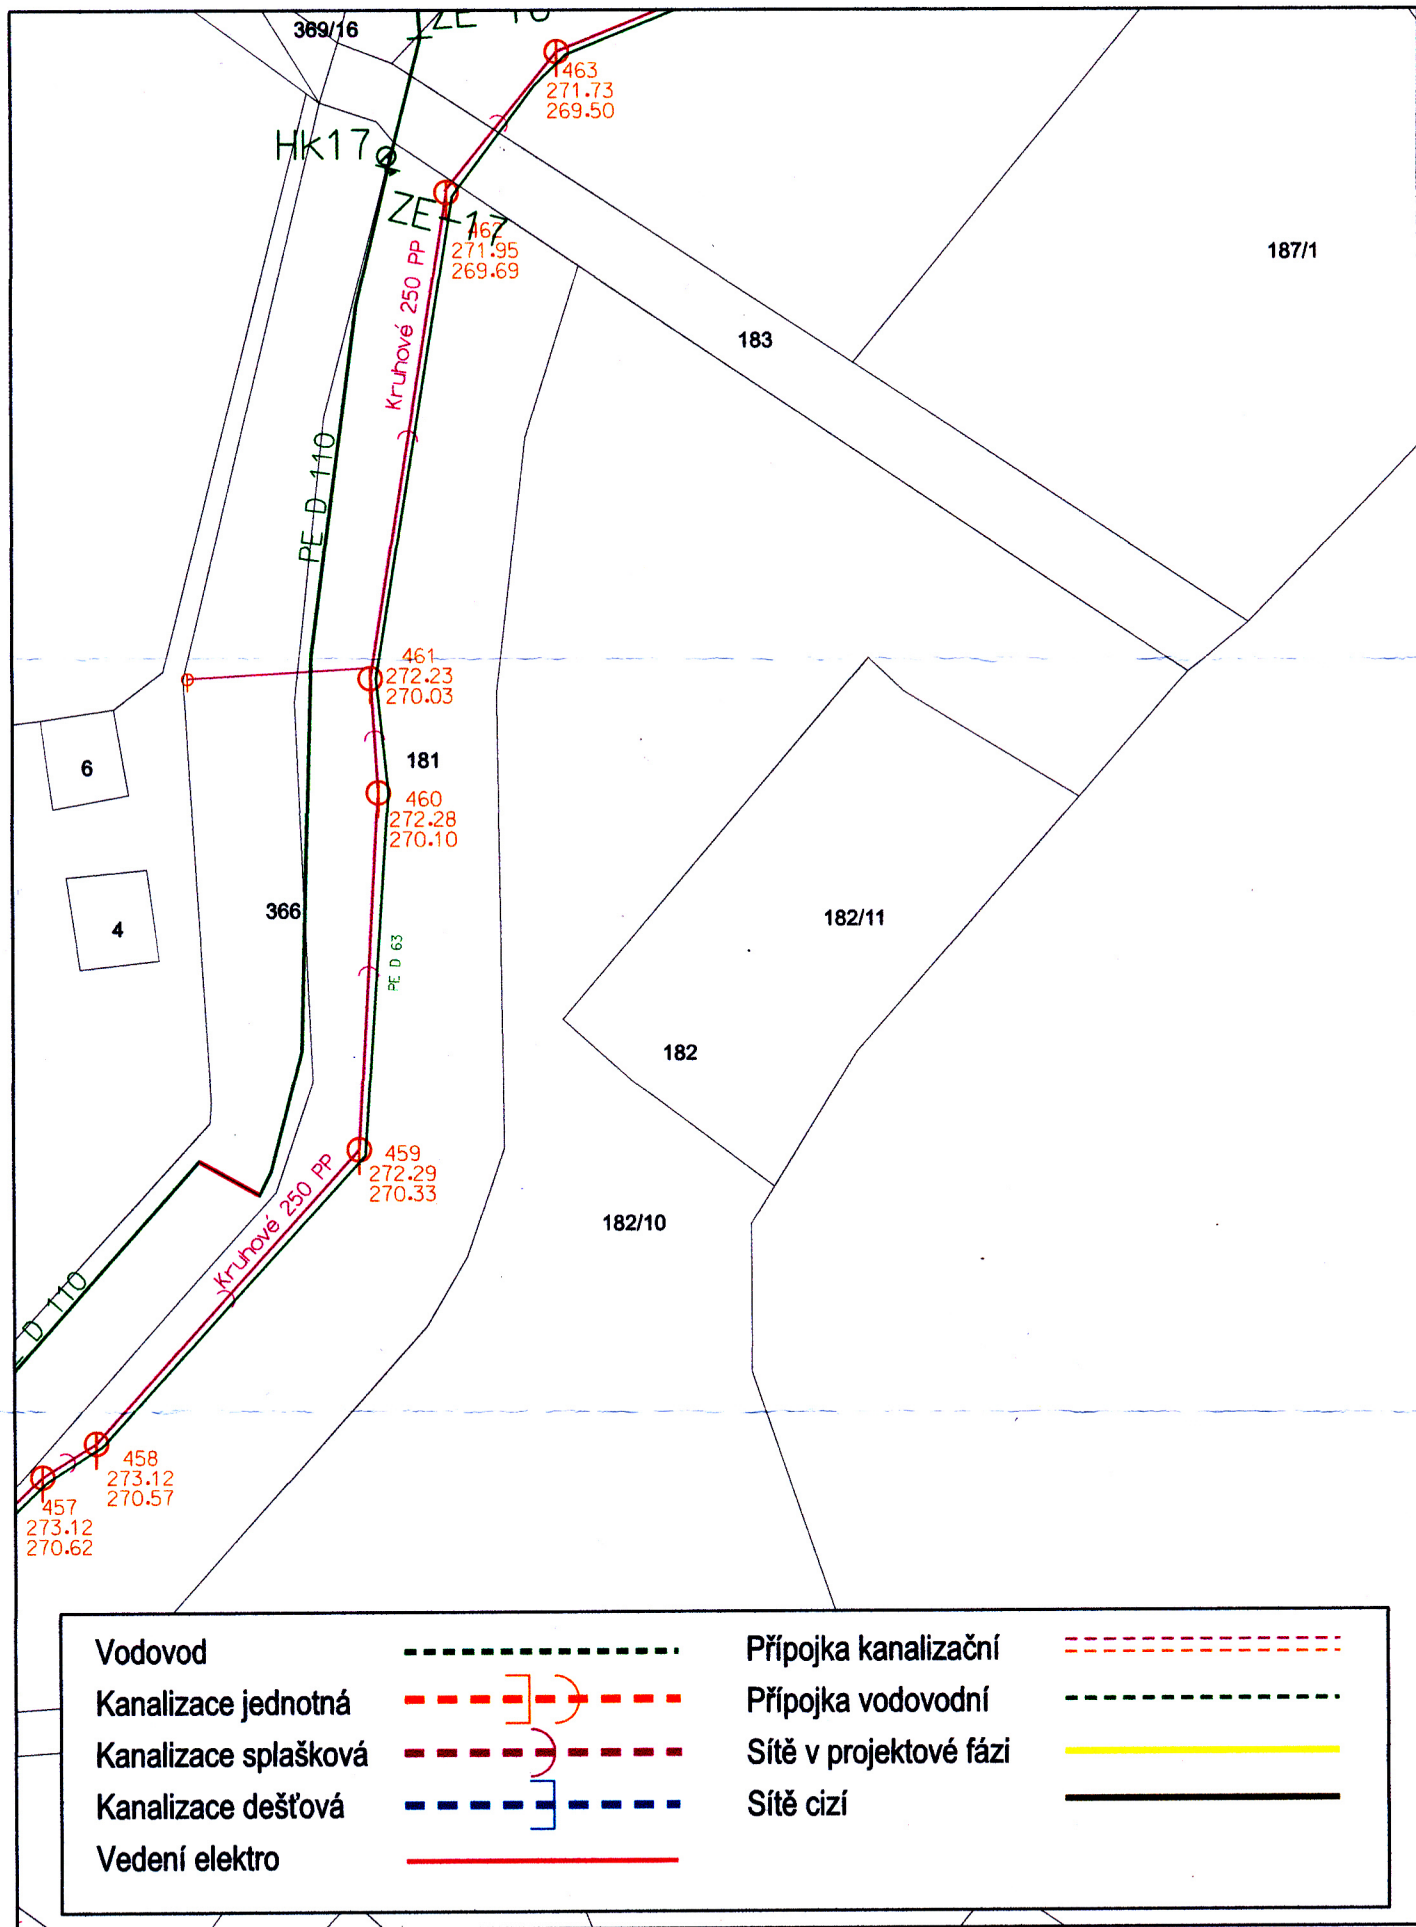 369/16
463
271.73
269.50
HK17
ZE-17
462
271.95
269.69
187/1
183
Kruhové 250 PP
PE D 110
461
272.23
270.03
181
6
460
272.28
270.10
366
4
182/11
PE D 63
182
459
272.29
270.33
Kruhové 250 PP
182/10
D 110
458
273.12
270.57
457
273.12
270.62
Vodovod
Kanalizace jednotná
Kanalizace splašková
Kanalizace dešťová
Vedení elektro
Přípojka kanalizační
Přípojka vodovodní
Sítě v projektové fázi
Sítě cizí